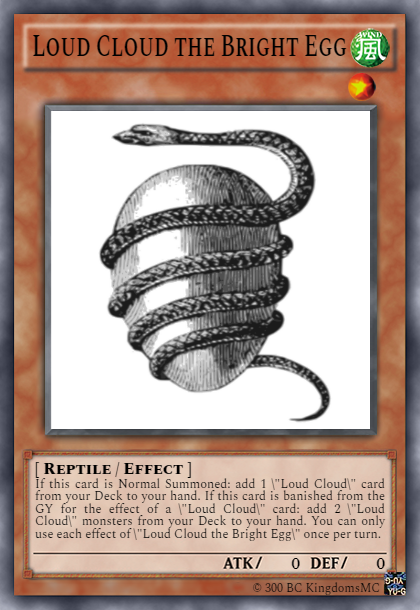 Loud Cloud the Bright Egg
WIND
風
[ Reptile / Effect ]
If this card is Normal Summoned: add 1 \"Loud Cloud\" card
from your Deck to your hand. If this card is banished from the
GY for the effect of a \"Loud Cloud\" card: add 2 \"Loud
Cloud\" monsters from your Deck to your hand. You can only
use each effect of \"Loud Cloud the Bright Egg\" once per turn.
ATK/ 0 DEF/ 0
© 300 BC KingdomsMC